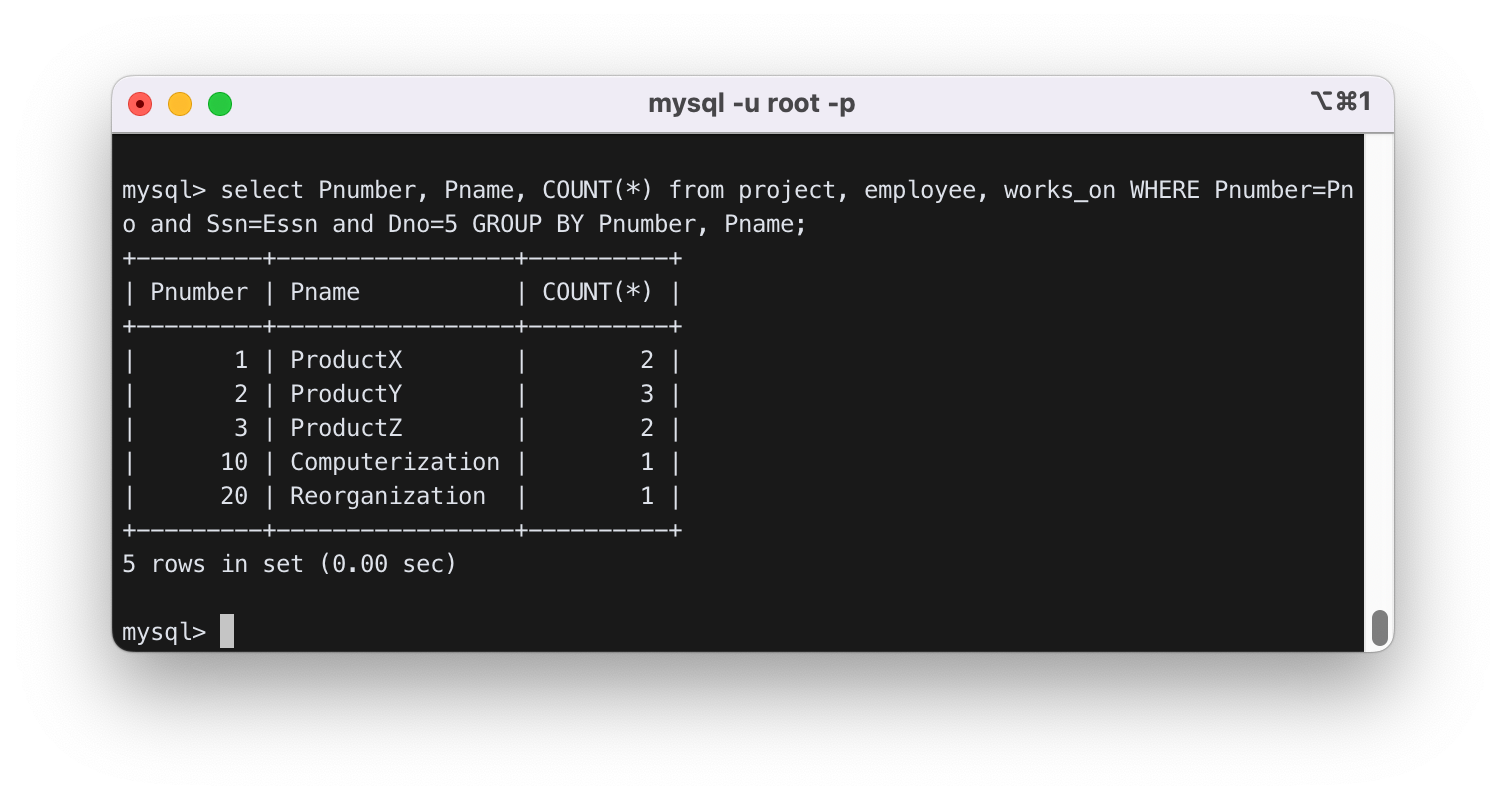 mysql -u root -p
⌥⌘1
mysql> select Pnumber, Pname, COUNT(*) from project, employee, works_on WHERE Pnumber=Pn
o and Ssn=Essn and Dno=5 GROUP BY Pnumber, Pname;
+---------+-----------------+----------+
| Pnumber | Pname           | COUNT(*) |
+---------+-----------------+----------+
|       1 | ProductX        |        2 |
|       2 | ProductY        |        3 |
|       3 | ProductZ        |        2 |
|      10 | Computerization |        1 |
|      20 | Reorganization  |        1 |
+---------+-----------------+----------+
5 rows in set (0.00 sec)
mysql>